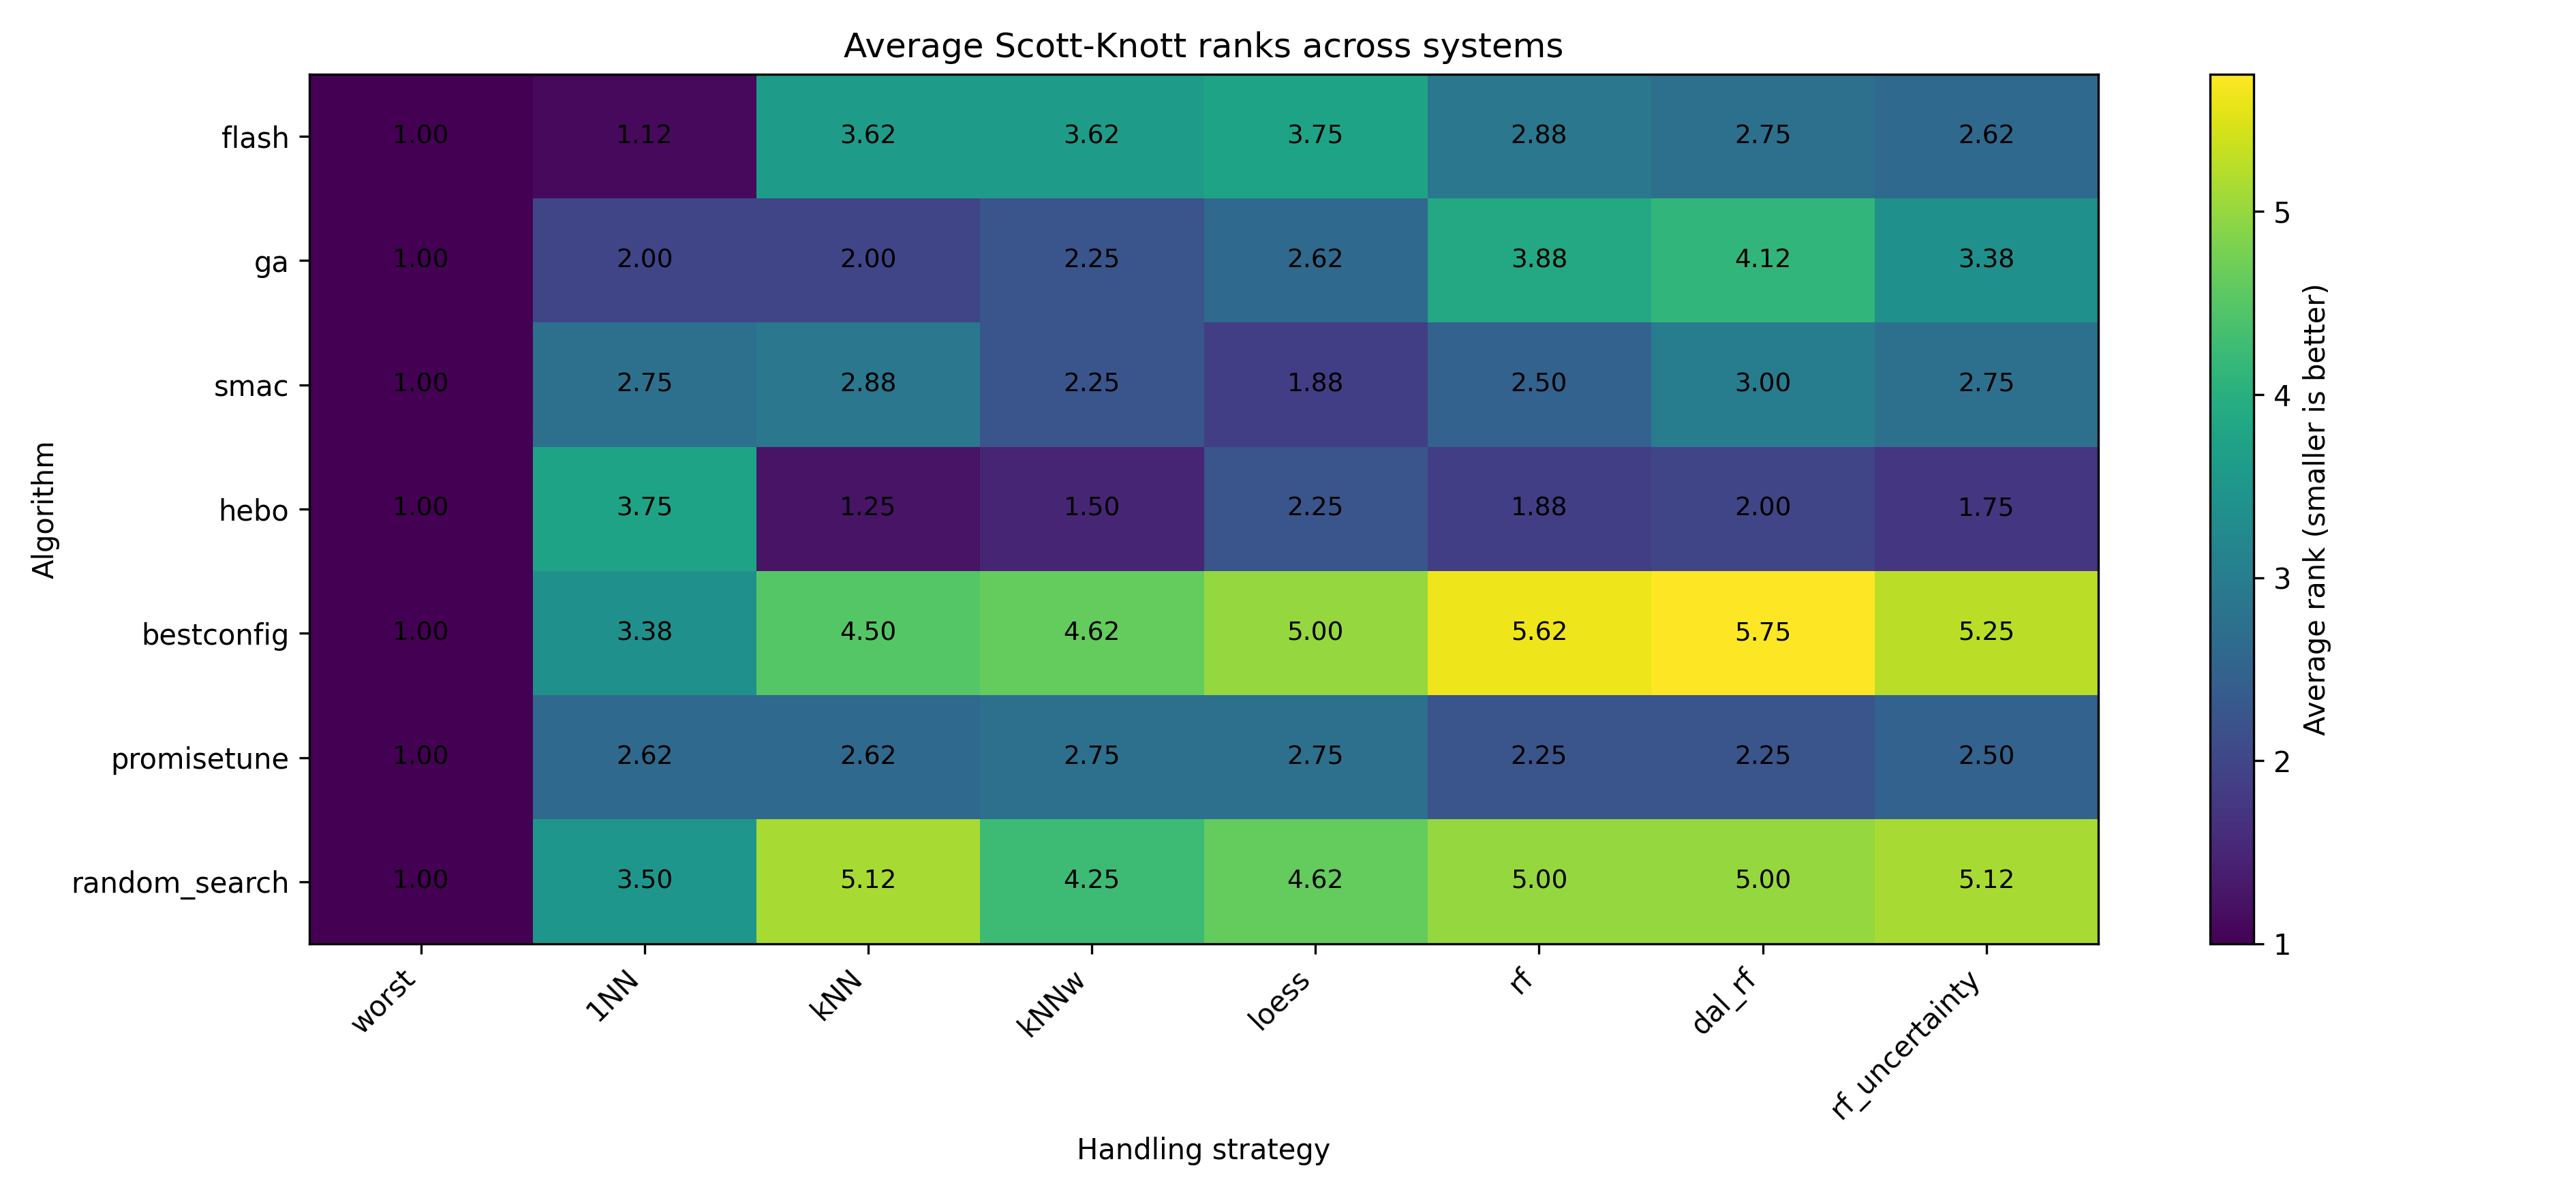 Average Scott-Knott ranks across systems
flash 1.00 1.12 3.62 3.62 3.75 2.88 2.75 2.62
ga 1.00 2.00 2.00 2.25 2.62 3.88 4.12 3.38
smac 1.00 2.75 2.88 2.25 1.88 2.50 3.00 2.75
hebo 1.00 3.75 1.25 1.50 2.25 1.88 2.00 1.75
bestconfig 1.00 3.38 4.50 4.62 5.00 5.62 5.75 5.25
promisetune 1.00 2.62 2.62 2.75 2.75 2.25 2.25 2.50
random_search 1.00 3.50 5.12 4.25 4.62 5.00 5.00 5.12
worst 1NN kNN kNNw loess rf dal_rf rf_uncertainty
Handling strategy
Algorithm
5
4
3
2
1
Average rank (smaller is better)